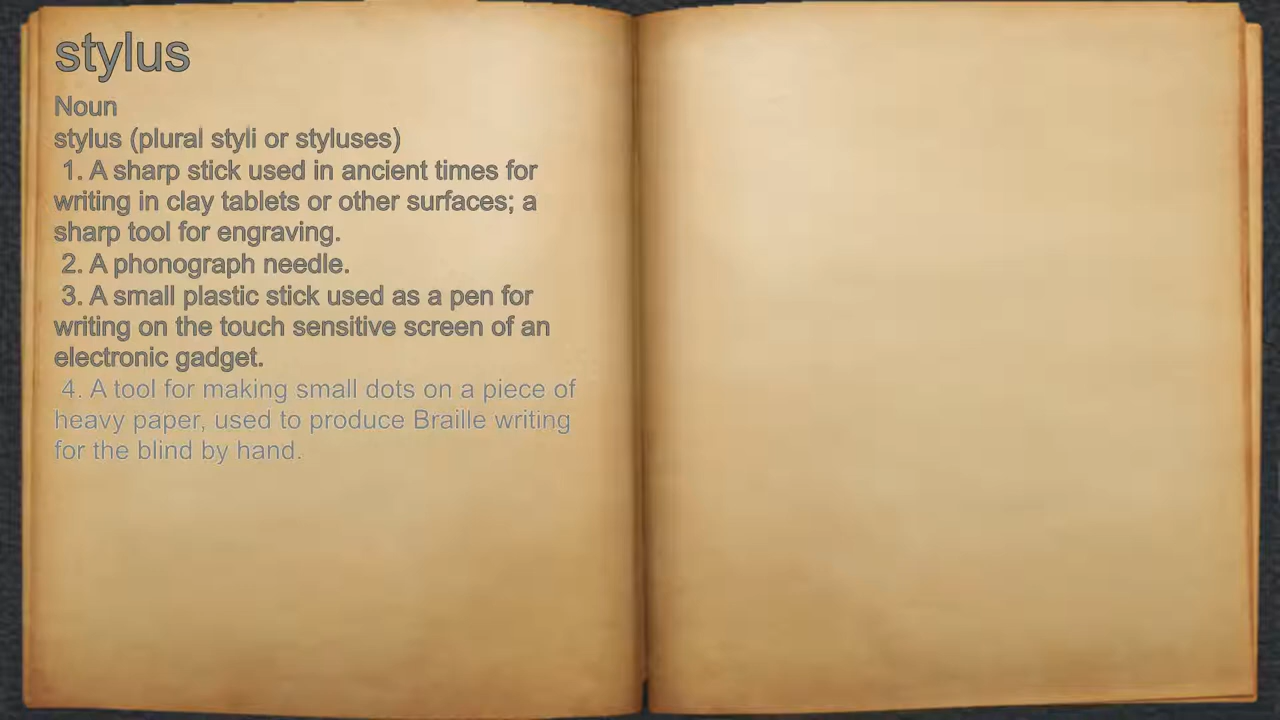 stylus
Noun
stylus (plural styli or styluses)
1. A sharp stick used in ancient times for
writing in clay tablets or other surfaces; a
sharp tool for engraving.
2. A phonograph needle.
3. A small plastic stick used as a pen for
writing on the touch sensitive screen of an
electronic gadget.
4. A tool for making small dots on a piece of
heavy paper, used to produce Braille writing
for the blind by hand.